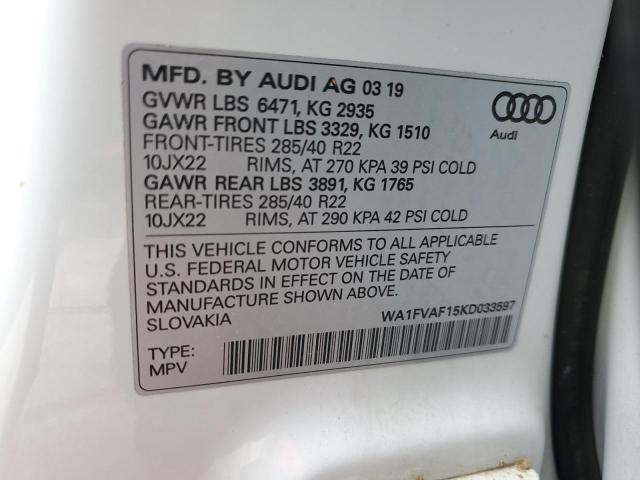 MFD. BY AUDI AG 03 19
GVWR LBS 6471, KG 2935
GAWR FRONT LBS 3329, KG 1510
FRONT-TIRES 285/40 R22
10JX22 RIMS, AT 270 KPA 39 PSI COLD
GAWR REAR LBS 3891, KG 1765
REAR-TIRES 285/40 R22
10JX22 RIMS, AT 290 KPA 42 PSI COLD
Audi
THIS VEHICLE CONFORMS TO ALL APPLICABLE
U.S. FEDERAL MOTOR VEHICLE SAFETY
STANDARDS IN EFFECT ON THE DATE OF
MANUFACTURE SHOWN ABOVE.
SLOVAKIA
WA1FVAF15KD033597
TYPE:
MPV